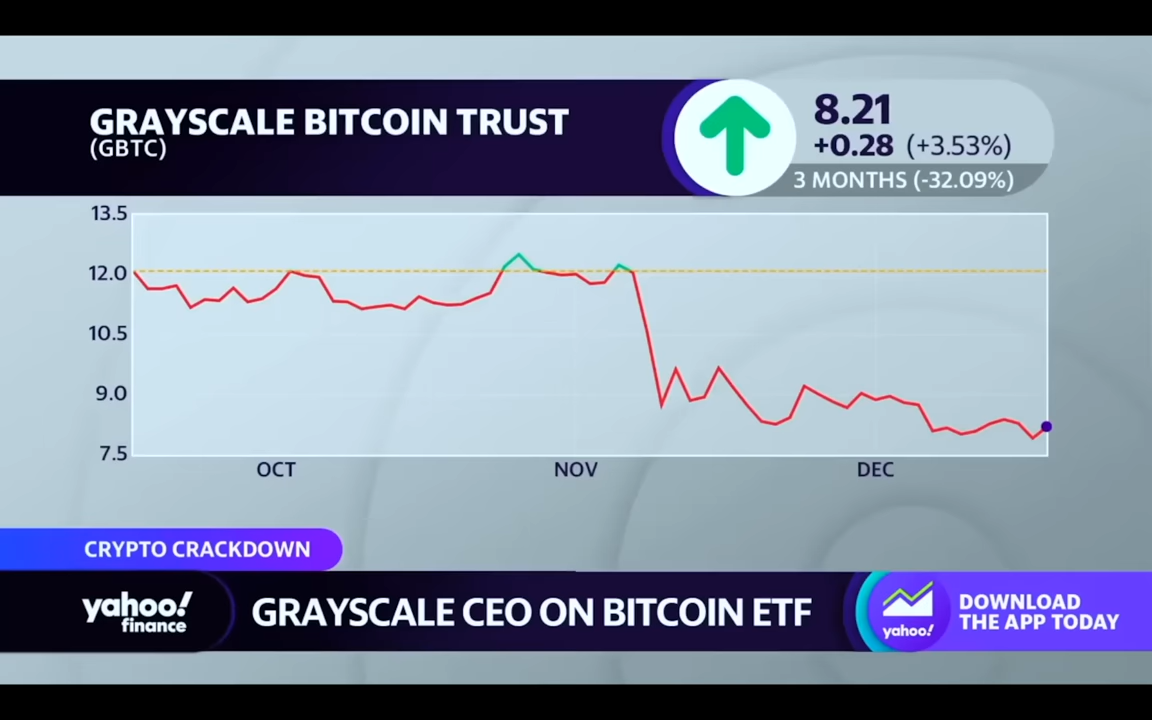 GRAYSCALE BITCOIN TRUST
(GBTC)
8.21
+0.28 (+3.53%)
3 MONTHS (-32.09%)
13.5
12.0
10.5
9.0
7.5
OCT NOV DEC
CRYPTO CRACKDOWN
yahoo!
finance
GRAYSCALE CEO ON BITCOIN ETF
yahoo!
DOWNLOAD
THE APP TODAY